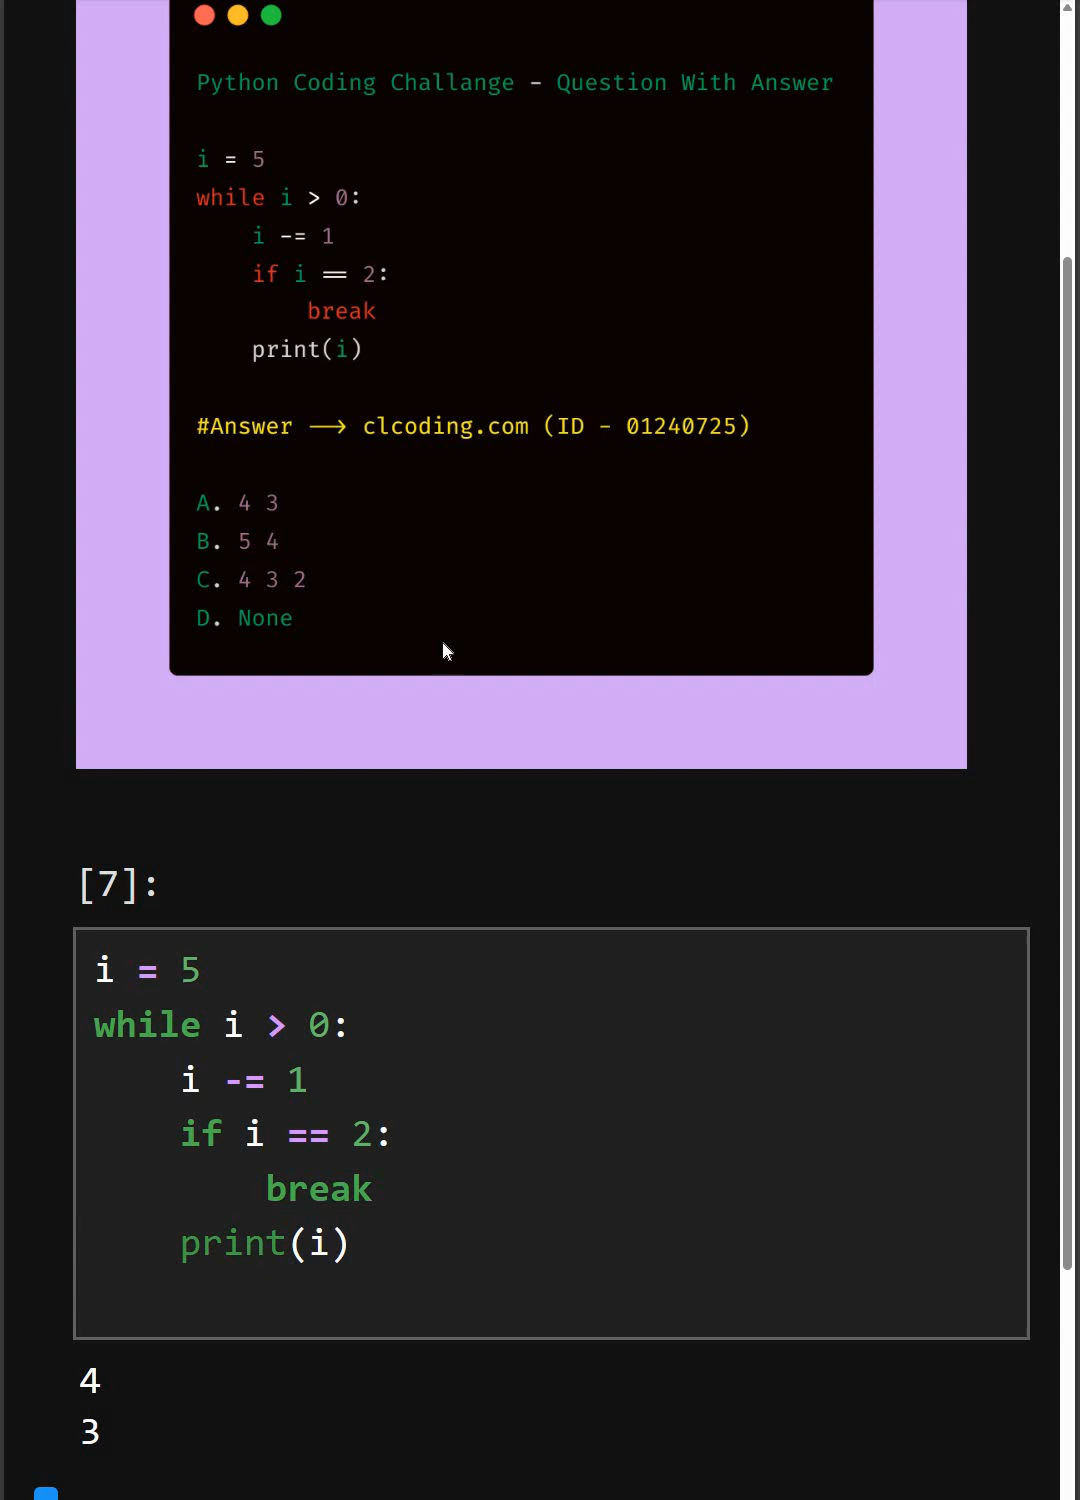 Python Coding Challange - Question With Answer
i = 5
while i > 0:
    i -= 1
    if i == 2:
        break
    print(i)
#Answer --> clcoding.com (ID - 01240725)
A. 4 3
B. 5 4
C. 4 3 2
D. None
[7]:
i = 5
while i > 0:
    i -= 1
    if i == 2:
        break
    print(i)
4
3